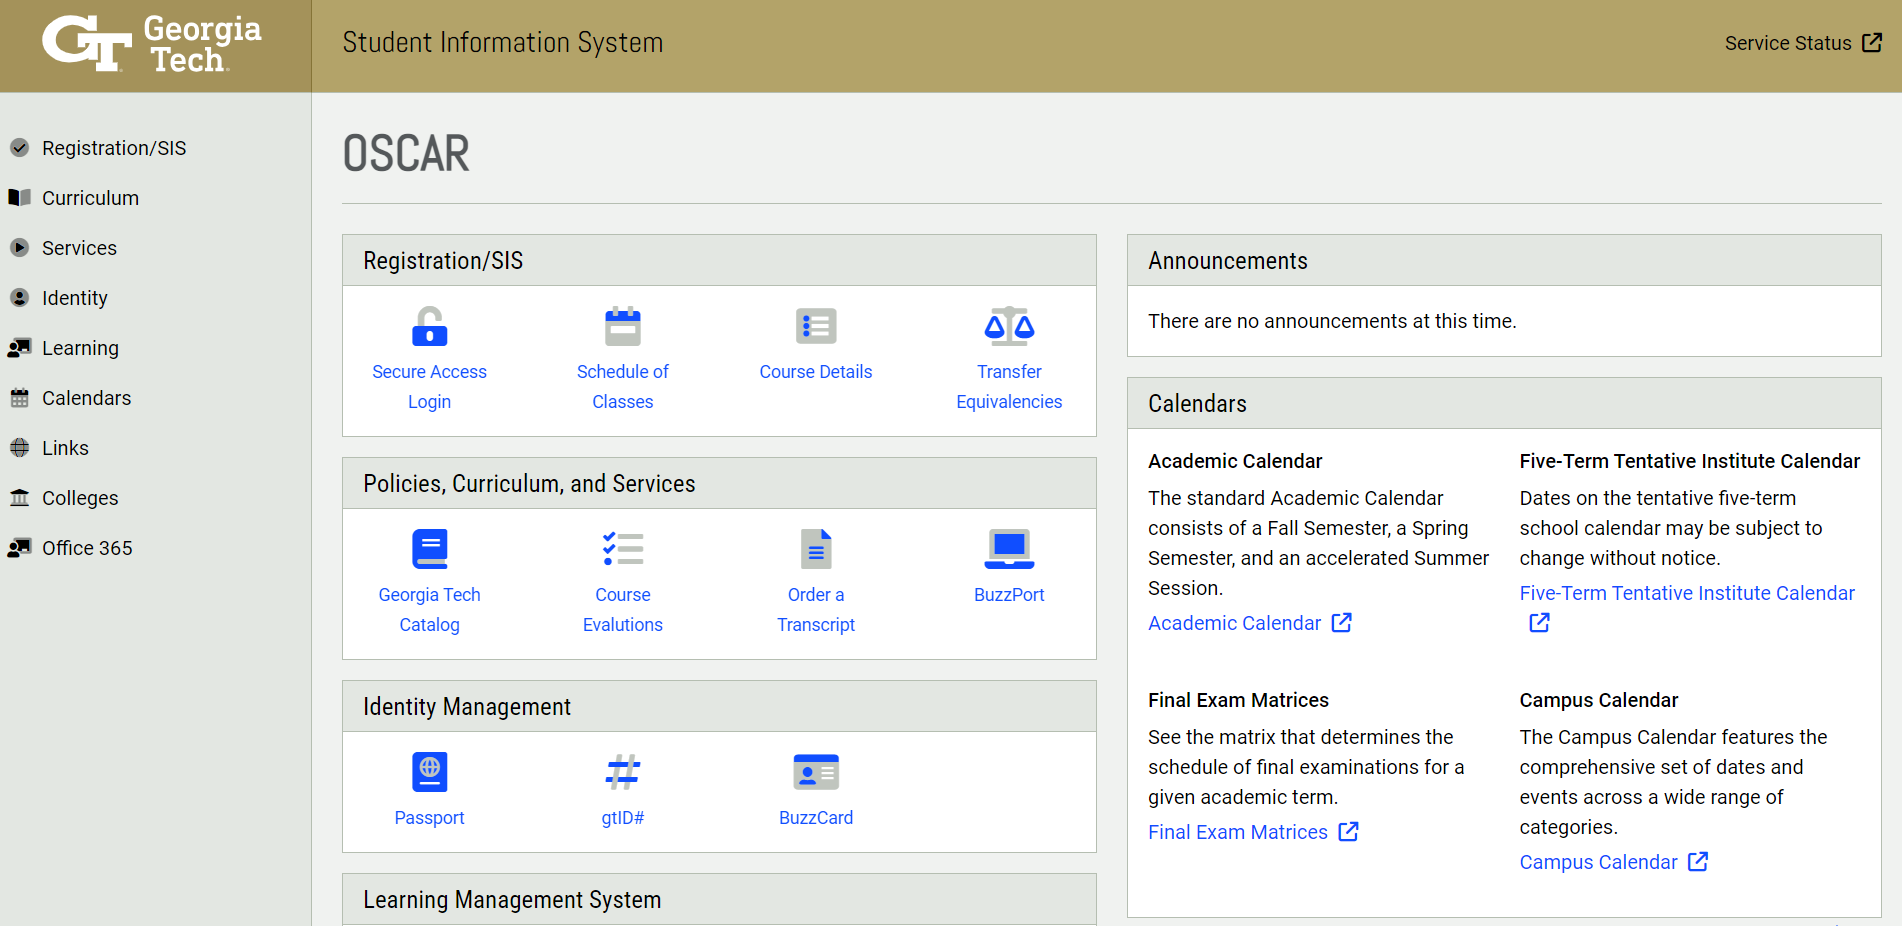 GT Georgia
Tech
Student Information System
Service Status
Registration/SIS
Curriculum
Services
Identity
Learning
Calendars
Links
Colleges
Office 365
OSCAR
Registration/SIS
Secure Access
Login
Schedule of
Classes
Course Details
Transfer
Equivalencies
Policies, Curriculum, and Services
Georgia Tech
Catalog
Course
Evalutions
Order a
Transcript
BuzzPort
Identity Management
Passport
gtID#
BuzzCard
Learning Management System
Announcements
There are no announcements at this time.
Calendars
Academic Calendar
The standard Academic Calendar
consists of a Fall Semester, a Spring
Semester, and an accelerated Summer
Session.
Academic Calendar
Five-Term Tentative Institute Calendar
Dates on the tentative five-term
school calendar may be subject to
change without notice.
Five-Term Tentative Institute Calendar
Final Exam Matrices
See the matrix that determines the
schedule of final examinations for a
given academic term.
Final Exam Matrices
Campus Calendar
The Campus Calendar features the
comprehensive set of dates and
events across a wide range of
categories.
Campus Calendar